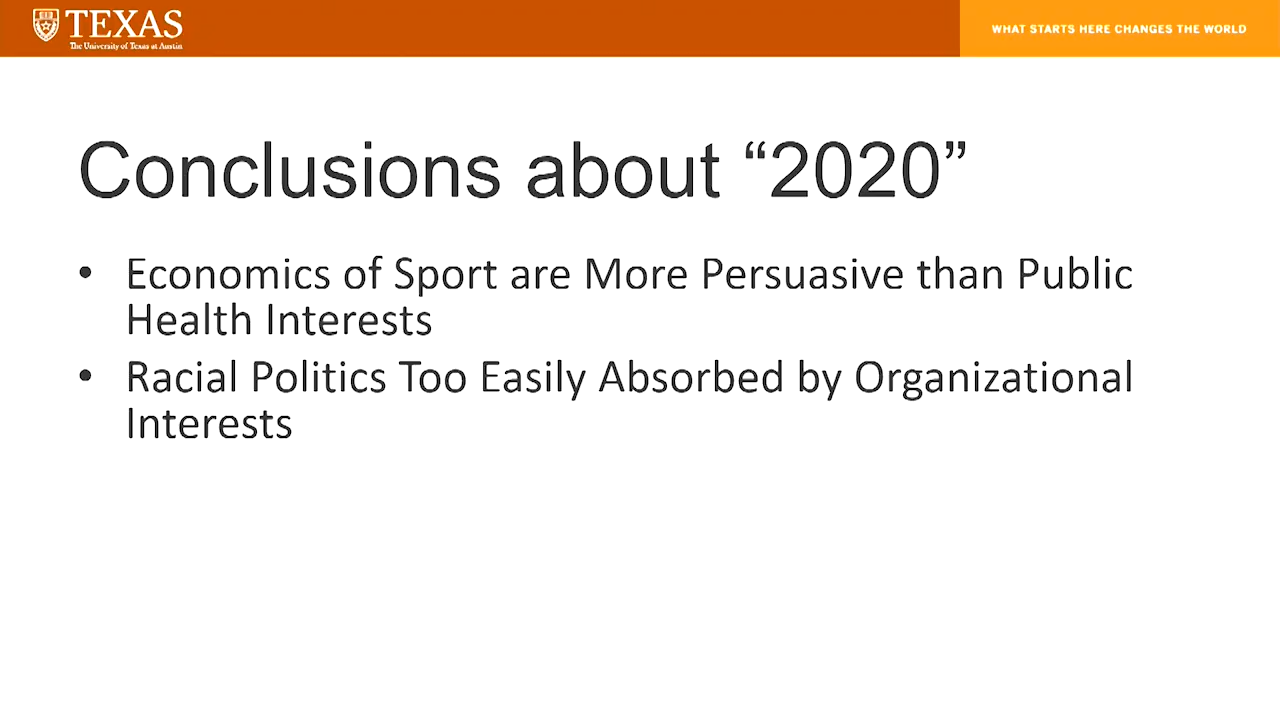 TEXAS
The University of Texas at Austin
WHAT STARTS HERE CHANGES THE WORLD
Conclusions about “2020”
• Economics of Sport are More Persuasive than Public
Health Interests
• Racial Politics Too Easily Absorbed by Organizational
Interests